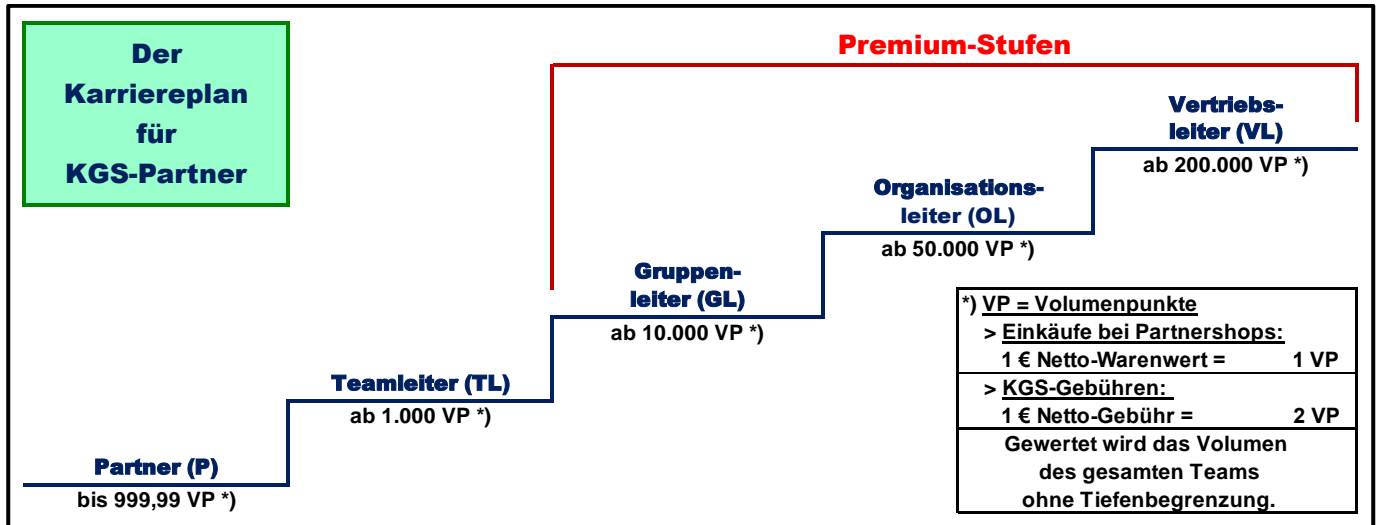 Der
Karriereplan
für
KGS-Partner
Premium-Stufen
Vertriebs-
leiter (VL)
ab 200.000 VP *)
Organisations-
leiter (OL)
ab 50.000 VP *)
Gruppen-
leiter (GL)
ab 10.000 VP *)
Teamleiter (TL)
ab 1.000 VP *)
Partner (P)
bis 999,99 VP *)
*) VP = Volumenpunkte
> Einkäufe bei Partnershops:
1 € Netto-Warenwert = 1 VP
> KGS-Gebühren:
1 € Netto-Gebühr = 2 VP
Gewertet wird das Volumen
des gesamten Teams
ohne Tiefenbegrenzung.